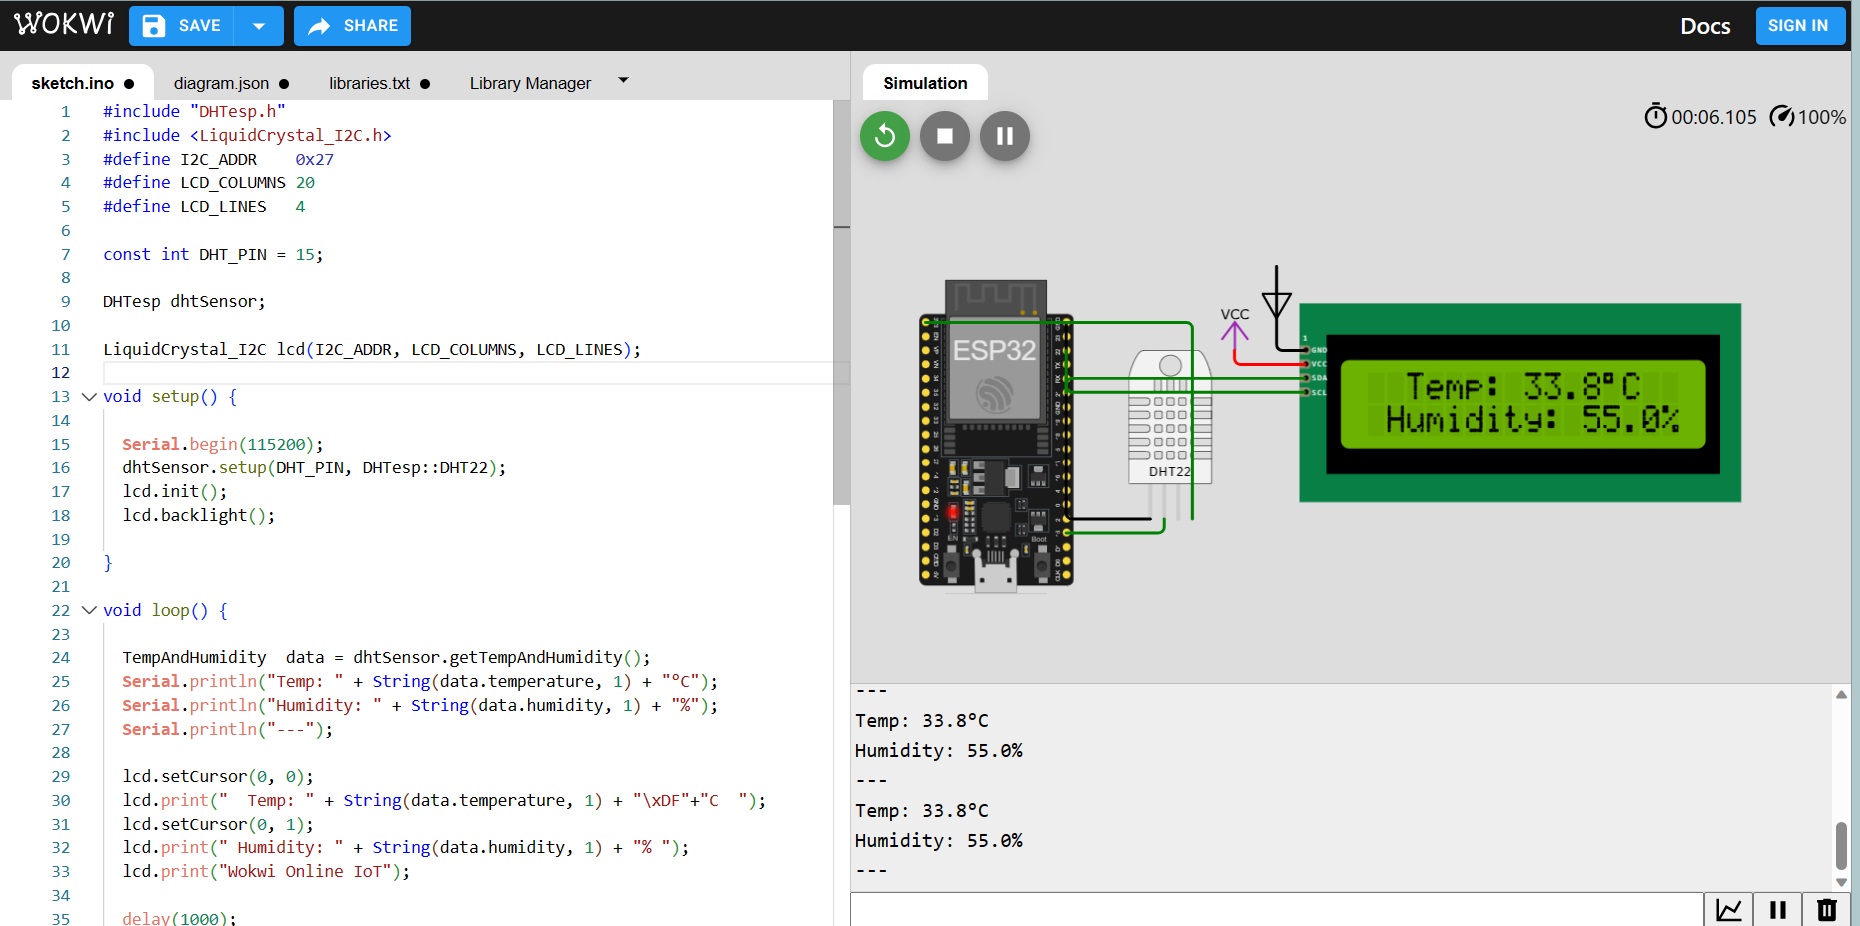 WOKWi SAVE SHARE Docs SIGN IN
sketch.ino ● diagram.json ● libraries.txt ● Library Manager
Simulation
00:06.105 100%
1 #include "DHTesp.h"
2 #include <LiquidCrystal_I2C.h>
3 #define I2C_ADDR    0x27
4 #define LCD_COLUMNS 20
5 #define LCD_LINES   4
6
7 const int DHT_PIN = 15;
8
9 DHTesp dhtSensor;
10
11 LiquidCrystal_I2C lcd(I2C_ADDR, LCD_COLUMNS, LCD_LINES);
12
13 void setup() {
14
15   Serial.begin(115200);
16   dhtSensor.setup(DHT_PIN, DHTesp::DHT22);
17   lcd.init();
18   lcd.backlight();
19
20 }
21
22 void loop() {
23
24   TempAndHumidity  data = dhtSensor.getTempAndHumidity();
25   Serial.println("Temp: " + String(data.temperature, 1) + "°C");
26   Serial.println("Humidity: " + String(data.humidity, 1) + "%");
27   Serial.println("---");
28
29   lcd.setCursor(0, 0);
30   lcd.print("  Temp: " + String(data.temperature, 1) + "\xDF"+"C  ");
31   lcd.setCursor(0, 1);
32   lcd.print(" Humidity: " + String(data.humidity, 1) + "% ");
33   lcd.print("Wokwi Online IoT");
34
35   delay(1000);
ESP32
EN
Boot
DHT22
VCC
1
GND
VCC
SDA
SCL
Temp: 33.8°C
Humidity: 55.0%
---
Temp: 33.8°C
Humidity: 55.0%
---
Temp: 33.8°C
Humidity: 55.0%
---